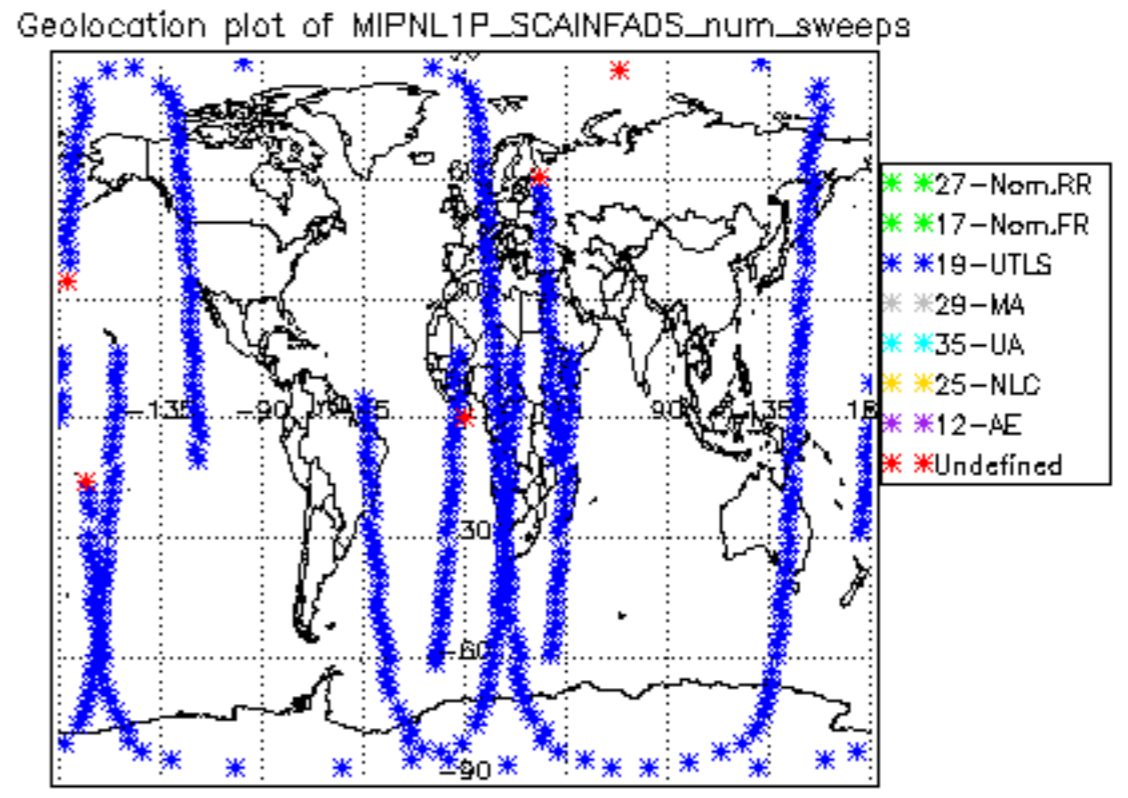 Geolocation plot of MIPNL1P_SCAINFADS_num_sweeps
27-Nom.RR
17-Nom.FR
19-UTLS
29-MA
35-UA
25-NLC
12-AE
Undefined
-135 -90 90 135
-30
-60
-90